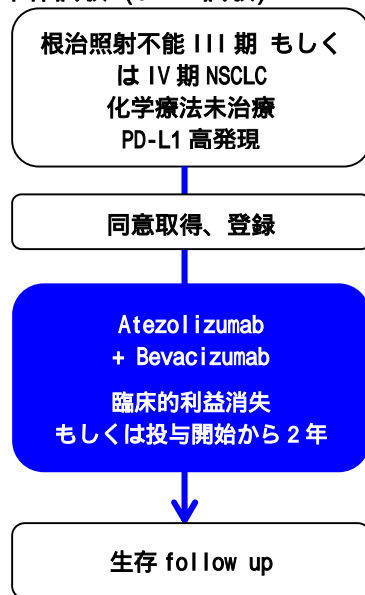 根治照射不能 III 期 もしく
は IV 期 NSCLC
化学療法未治療
PD-L1 高発現
同意取得、登録
Atezolizumab
+ Bevacizumab
臨床的利益消失
もしくは投与開始から 2 年
生存 follow up